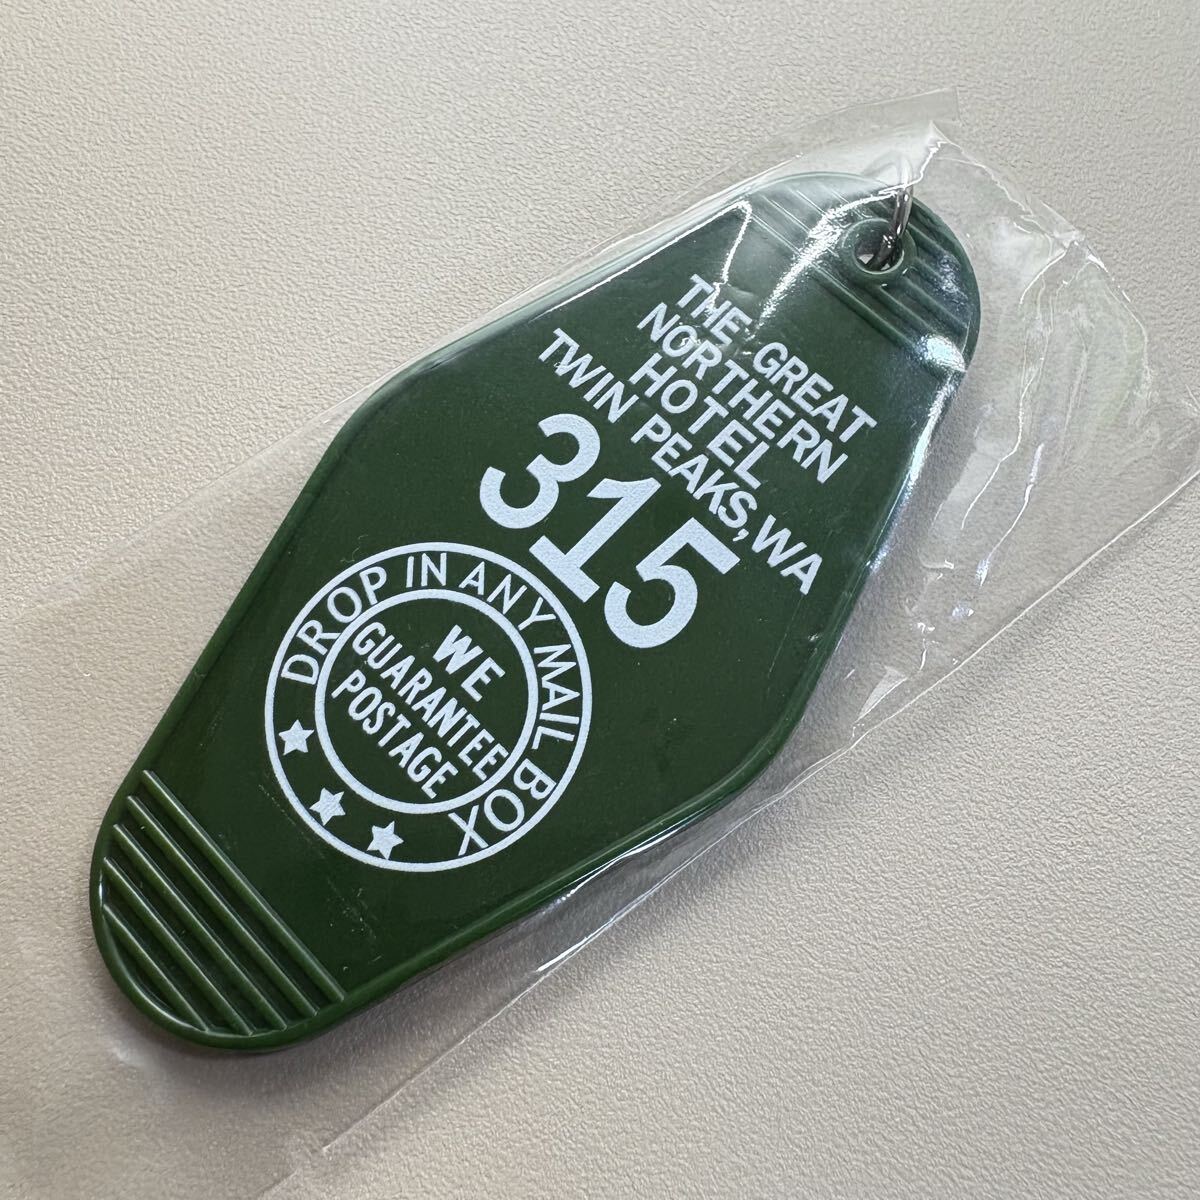 THE GREAT
NORTHERN
HOTEL
TWIN PEAKS, WA
315
DROP IN ANY MAIL BOX
WE
GUARANTEE
POSTAGE